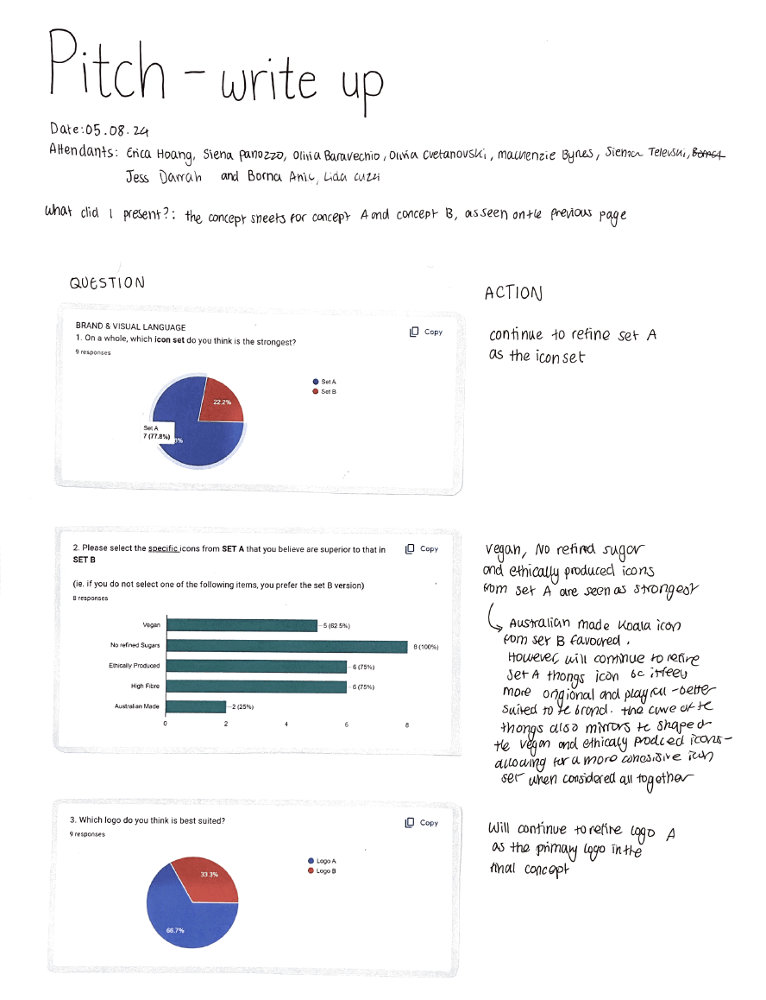 Pitch - write up
Date: 05.08.24
Attendants: Erica Hoang, Siena Panozzo, Olivia Baravechio, Olivia Cvetanovski, Mackenzie Bynes, Sienna Televski,
Jess Darrah and Borna Anic, Lida
What did I present?: the concept sheets for concept A and concept B, as seen on the previous page
QUESTION
ACTION
BRAND & VISUAL LANGUAGE
1. On a whole, which icon set do you think is the strongest?
9 responses
Copy
Set A
Set B
22.2%
Set A
7 (77.8%)
8%
continue to refine set A
as the icon set
2. Please select the specific icons from SET A that you believe are superior to that in
SET B
Copy
(ie. if you do not select one of the following items, you prefer the set B version)
8 responses
Vegan
5 (62.5%)
No refined Sugars
8 (100%)
Ethically Produced
6 (75%)
High Fibre
6 (75%)
Australian Made
2 (25%)
0 2 4 6 8
Vegan, No refined sugar
and ethically produced icons
from set A are seen as strongest
Australian made Koala icon
from set B favoured.
However, will continue to refine
set A thongs icon bc it feels
more origional and playful - better
suited to te brand. the curve of te
thongs also mirrors te shape of
the vegan and ethically prodced icons -
allowing for a more cohesisive icon
set when considered all together
3. Which logo do you think is best suited?
9 responses
Copy
Logo A
Logo B
33.3%
66.7%
Will continue to refine logo A
as the primary logo in the
final concept